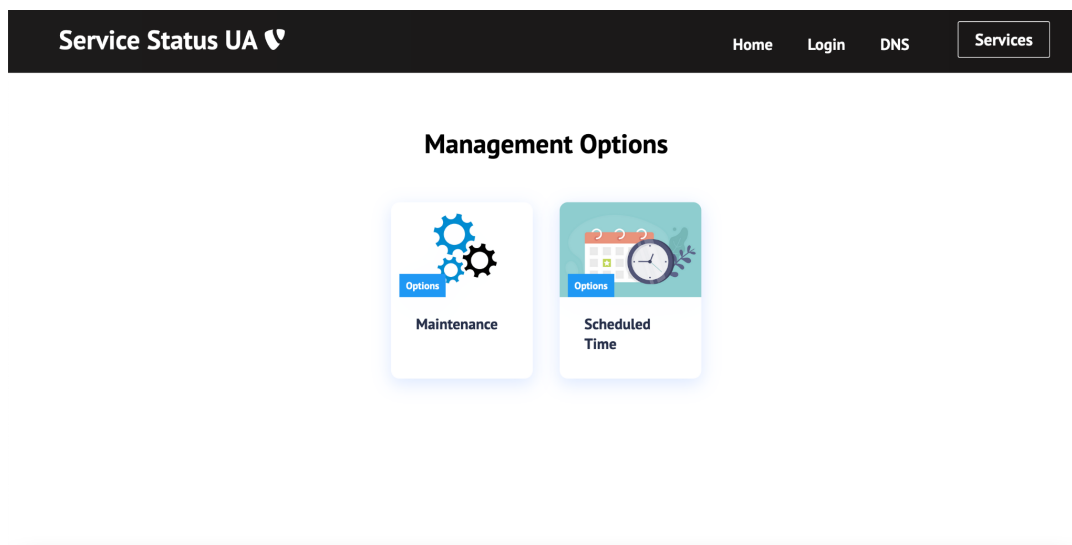 Service Status UA
Home Login DNS Services
Management Options
Options
Maintenance
Options
Scheduled
Time